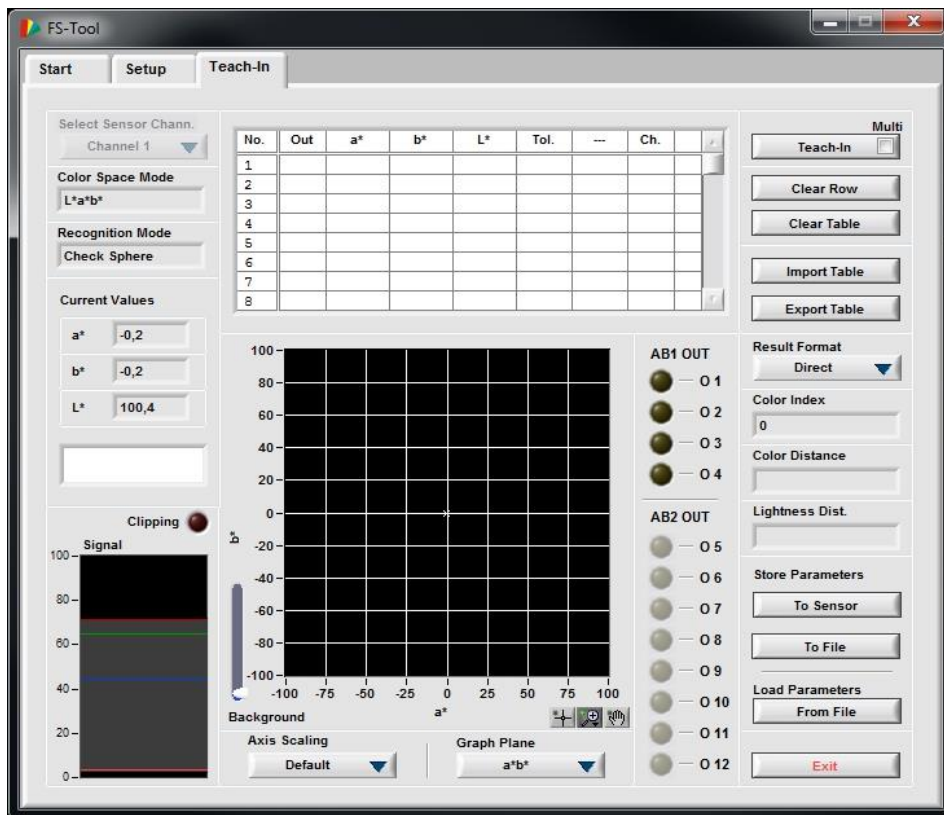 FS-Tool
Start Setup Teach-In
Select Sensor Chann.
Channel 1
Color Space Mode
L*a*b*
Recognition Mode
Check Sphere
Current Values
a* -0,2
b* -0,2
L* 100,4
Clipping
Signal
100
80
60
40
20
0
No. Out a* b* L* Tol. --- Ch.
1
2
3
4
5
6
7
8
100
80
60
40
20
0
-20
-40
-60
-80
-100
b*
-100 -75 -50 -25 0 25 50 75 100
a*
Background
Axis Scaling
Default
Graph Plane
a*b*
AB1 OUT
O 1
O 2
O 3
O 4
AB2 OUT
O 5
O 6
O 7
O 8
O 9
O 10
O 11
O 12
Multi
Teach-In
Clear Row
Clear Table
Import Table
Export Table
Result Format
Direct
Color Index
0
Color Distance
Lightness Dist.
Store Parameters
To Sensor
To File
Load Parameters
From File
Exit